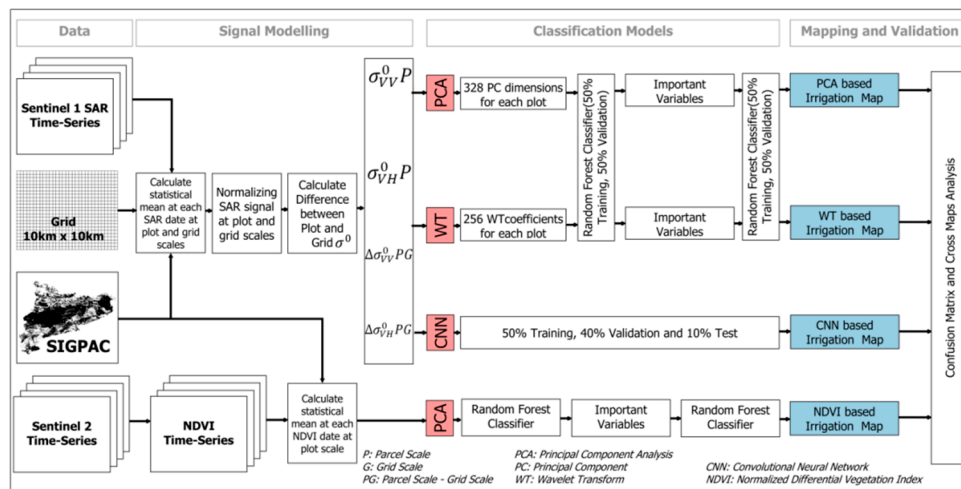 Data
Signal Modelling
Classification Models
Mapping and Validation
Sentinel 1 SAR
Time-Series
Grid
10km x 10km
SIGPAC
Sentinel 2
Time-Series
NDVI
Time-Series
Calculate
statistical
mean at each
SAR date at
plot and grid
scales
Normalizing
SAR signal
at plot and
grid scales
Calculate
Difference
between
Plot and
Grid σ⁰
Calculate
statistical
mean at each
NDVI date at
plot scale
σ⁰VV P
σ⁰VH P
Δσ⁰VV PG
Δσ⁰VH PG
PCA
328 PC dimensions
for each plot
Random Forest Classifier(50%
Training, 50% Validation)
Important
Variables
Random Forest Classifier(50%
Training, 50% Validation)
PCA based
Irrigation Map
WT
256 WTcoefficients
for each plot
Important
Variables
WT based
Irrigation Map
CNN
50% Training, 40% Validation and 10% Test
CNN based
Irrigation Map
PCA
Random Forest
Classifier
Important
Variables
Random Forest
Classifier
NDVI based
Irrigation Map
Confusion Matrix and Cross Maps Analysis
P: Parcel Scale
G: Grid Scale
PG: Parcel Scale - Grid Scale
PCA: Principal Component Analysis
PC: Principal Component
WT: Wavelet Transform
CNN: Convolutional Neural Network
NDVI: Normalized Differential Vegetation Index